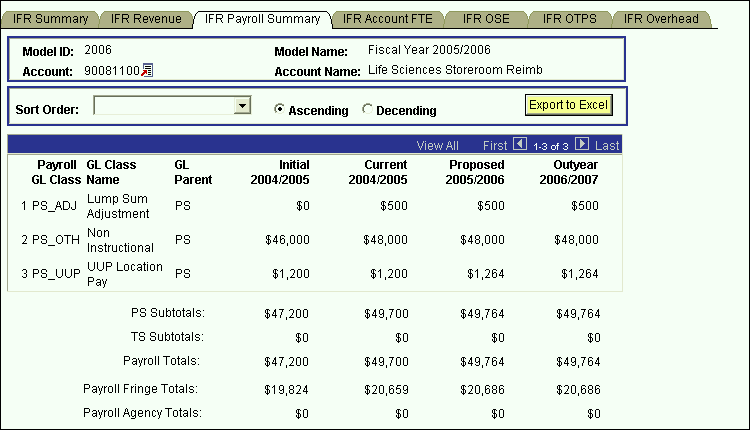 IFR Summary IFR Revenue IFR Payroll Summary IFR Account FTE IFR OSE IFR OTPS IFR Overhead
Model ID: 2006 Model Name: Fiscal Year 2005/2006
Account: 90081100 Account Name: Life Sciences Storeroom Reimb
Sort Order: Ascending Decending Export to Excel
View All First 1-3 of 3 Last
Payroll GL Class GL Initial Current Proposed Outyear
GL Class Name Parent 2004/2005 2004/2005 2005/2006 2006/2007
1 PS_ADJ Lump Sum Adjustment PS $0 $500 $500 $500
2 PS_OTH Non Instructional PS $46,000 $48,000 $48,000 $48,000
3 PS_UUP UUP Location Pay PS $1,200 $1,200 $1,264 $1,264
PS Subtotals: $47,200 $49,700 $49,764 $49,764
TS Subtotals: $0 $0 $0 $0
Payroll Totals: $47,200 $49,700 $49,764 $49,764
Payroll Fringe Totals: $19,824 $20,659 $20,686 $20,686
Payroll Agency Totals: $0 $0 $0 $0